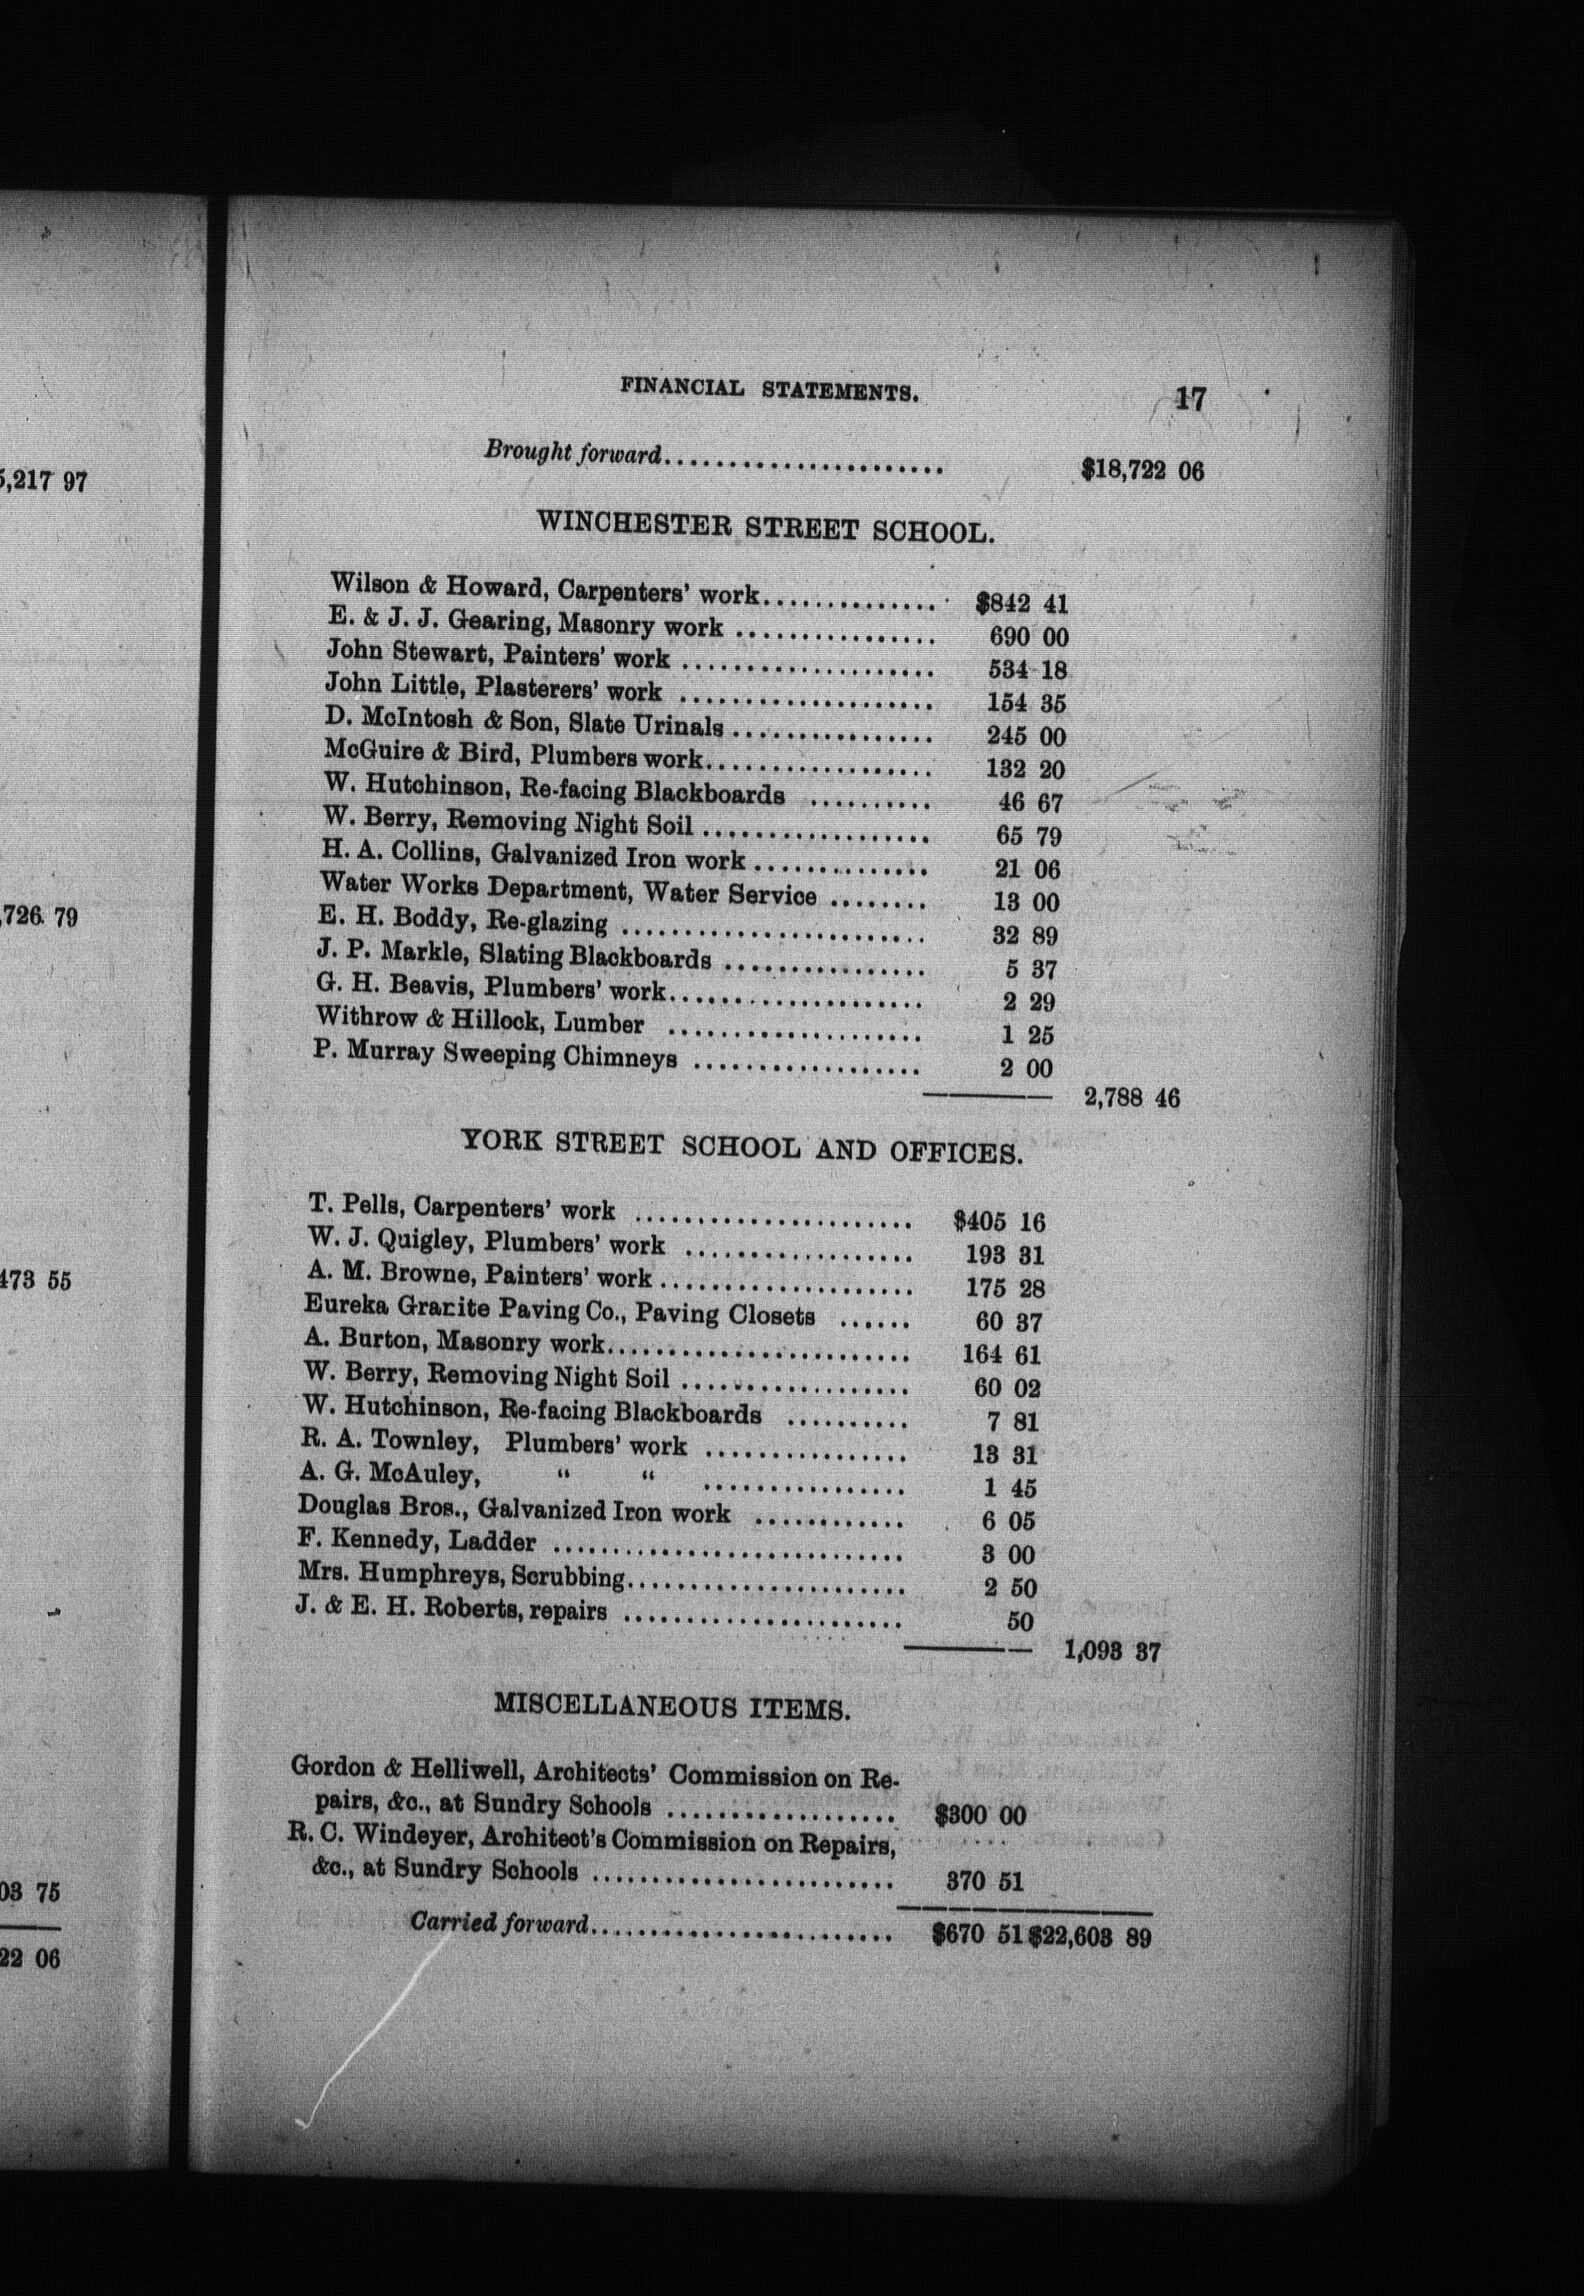 5,217 97
,726 79
473 55
03 75
22 06
FINANCIAL STATEMENTS. 17
Brought forward...................... $18,722 06
WINCHESTER STREET SCHOOL.
Wilson & Howard, Carpenters' work.............. $842 41
E. & J. J. Gearing, Masonry work ................ 690 00
John Stewart, Painters' work .................... 534 18
John Little, Plasterers' work .................... 154 35
D. McIntosh & Son, Slate Urinals ................ 245 00
McGuire & Bird, Plumbers work.................. 132 20
W. Hutchinson, Re-facing Blackboards .......... 46 67
W. Berry, Removing Night Soil .................. 65 79
H. A. Collins, Galvanized Iron work .............. 21 06
Water Works Department, Water Service ........ 13 00
E. H. Boddy, Re-glazing ........................ 32 89
J. P. Markle, Slating Blackboards ................ 5 37
G. H. Beavis, Plumbers' work.................... 2 29
Withrow & Hillock, Lumber .................... 1 25
P. Murray Sweeping Chimneys .................. 2 00
2,788 46
YORK STREET SCHOOL AND OFFICES.
T. Pells, Carpenters' work ...................... $405 16
W. J. Quigley, Plumbers' work .................. 193 31
A. M. Browne, Painters' work .................... 175 28
Eureka Granite Paving Co., Paving Closets ...... 60 37
A. Burton, Masonry work........................ 164 61
W. Berry, Removing Night Soil .................. 60 02
W. Hutchinson, Re-facing Blackboards .......... 7 81
R. A. Townley, Plumbers' work ................ 13 31
A. G. McAuley, " " ................ 1 45
Douglas Bros., Galvanized Iron work ............ 6 05
F. Kennedy, Ladder ............................ 3 00
Mrs. Humphreys, Scrubbing...................... 2 50
J. & E. H. Roberts, repairs ...................... 50
1,093 37
MISCELLANEOUS ITEMS.
Gordon & Helliwell, Architects' Commission on Re-
pairs, &c., at Sundry Schools .................. $300 00
R. C. Windeyer, Architect's Commission on Repairs,
&c., at Sundry Schools ........................ 370 51
Carried forward........................ $670 51 $22,603 89